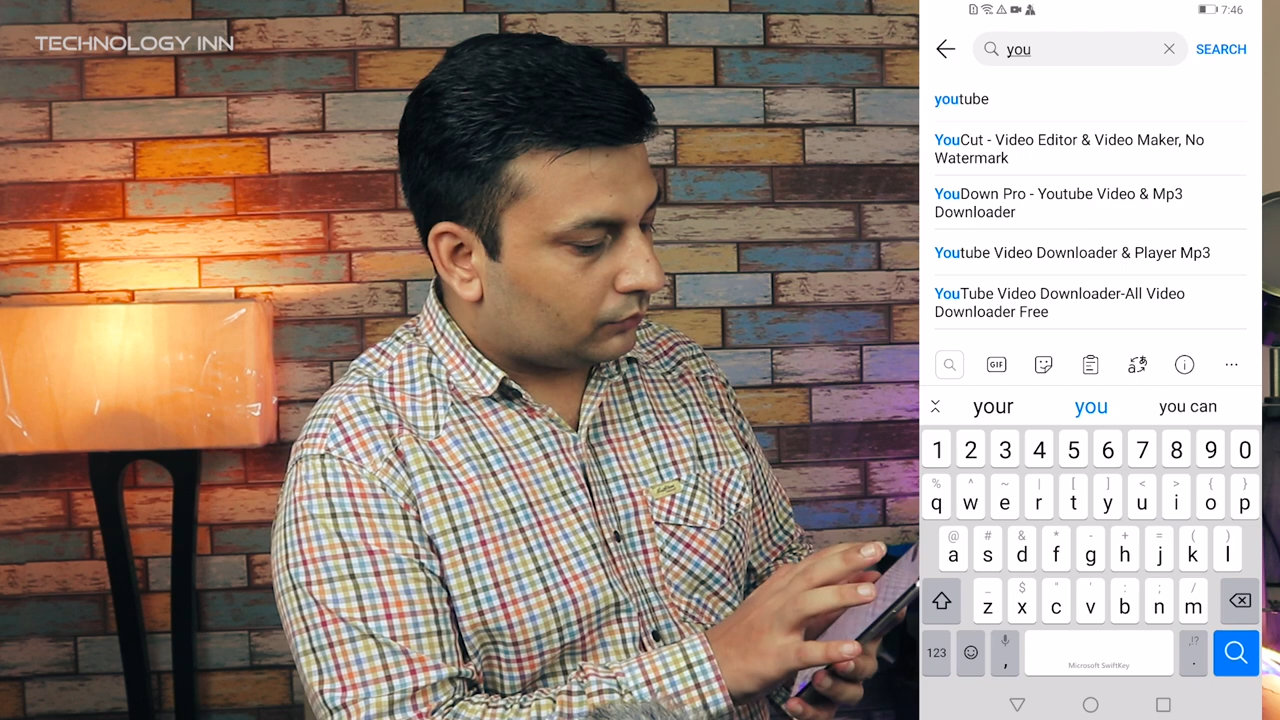 TECHNOLOGY INN
7:46
you
SEARCH
youtube
YouCut - Video Editor & Video Maker, No
Watermark
YouDown Pro - Youtube Video & Mp3
Downloader
Youtube Video Downloader & Player Mp3
YouTube Video Downloader-All Video
Downloader Free
GIF
your you you can
1 2 3 4 5 6 7 8 9 0
% ^ ~ | [ ] < > { }
q w e r t y u i o p
@ # & * - + = ( )
a s d f g h j k l
_ $ " ' : ; /
z x c v b n m
123 , Microsoft SwiftKey ,!? .